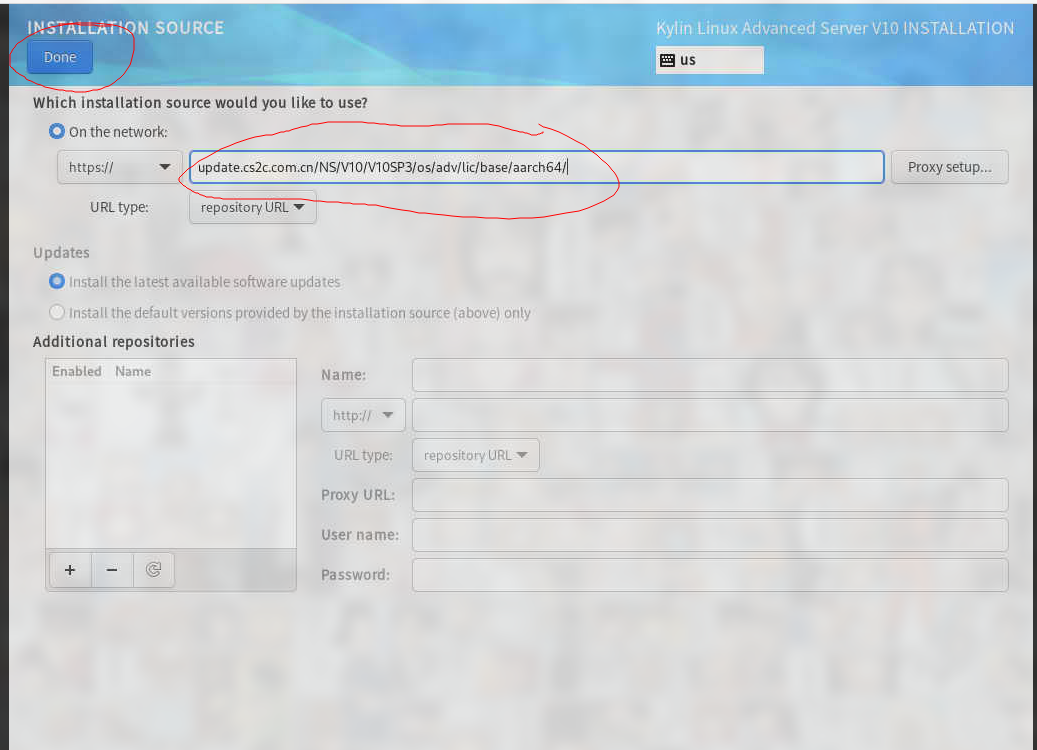 INSTALLATION SOURCE
Kylin Linux Advanced Server V10 INSTALLATION
Done
us
Which installation source would you like to use?
On the network:
https://
update.cs2c.com.cn/NS/V10/V10SP3/os/adv/lic/base/aarch64/
Proxy setup...
URL type:
repository URL
Updates
Install the latest available software updates
Install the default versions provided by the installation source (above) only
Additional repositories
Enabled Name
Name:
http://
URL type:
repository URL
Proxy URL:
User name:
Password: